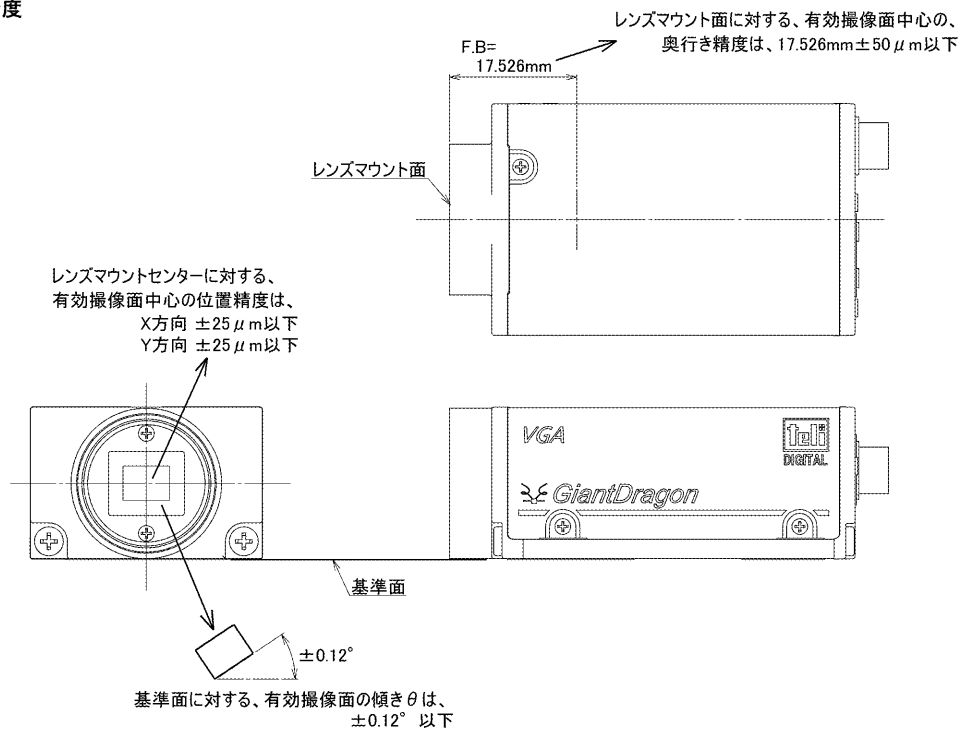 度
レンズマウント面に対する、有効撮像面中心の、
奥行き精度は、17.526mm±50μm以下
F.B=
17.526mm
レンズマウント面
レンズマウントセンターに対する、
有効撮像面中心の位置精度は、
X方向 ±25μm以下
Y方向 ±25μm以下
VGA
teli
DIGITAL
GiantDragon
基準面
±0.12°
基準面に対する、有効撮像面の傾きθは、
±0.12° 以下